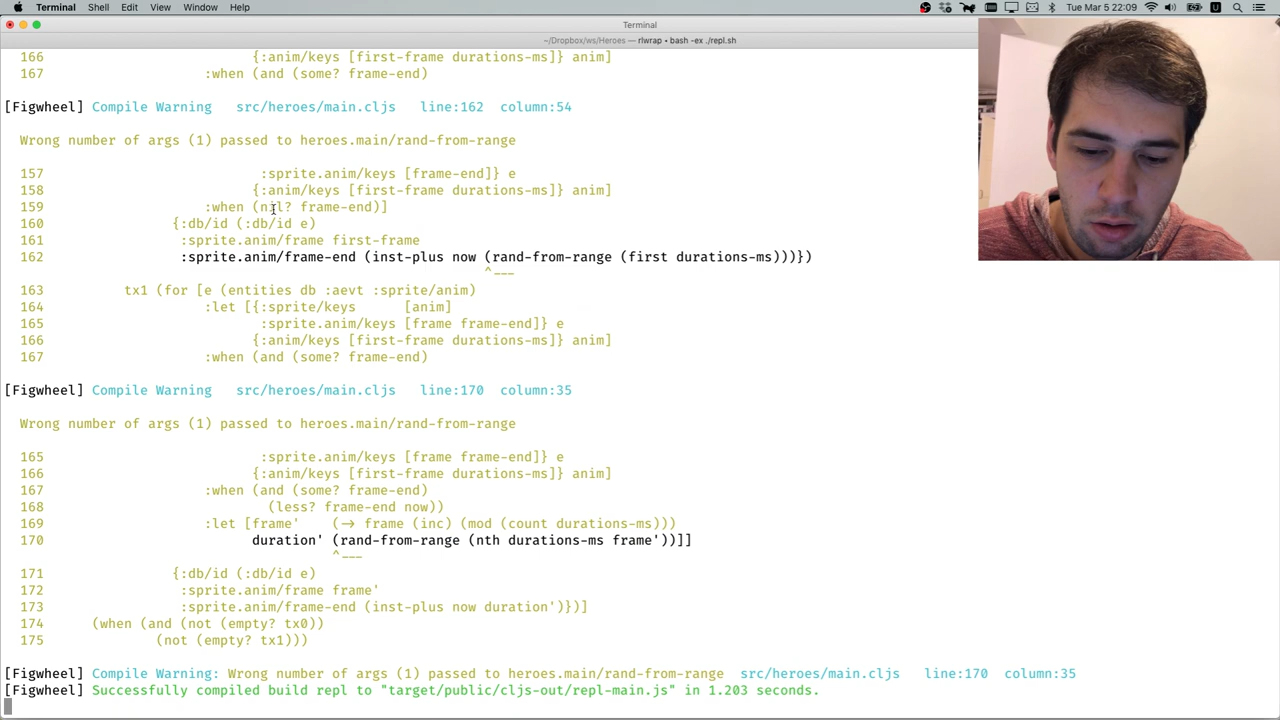 Terminal Shell Edit View Window Help Tue Mar 5 22:09
Terminal
~/Dropbox/ws/Heroes — rlwrap • bash -ex ./repl.sh
166 {:anim/keys [first-frame durations-ms]} anim]
167 :when (and (some? frame-end)
[Figwheel] Compile Warning src/heroes/main.cljs line:162 column:54
Wrong number of args (1) passed to heroes.main/rand-from-range
157 :sprite.anim/keys [frame-end]} e
158 {:anim/keys [first-frame durations-ms]} anim]
159 :when (nil? frame-end)]
160 {:db/id (:db/id e)
161 :sprite.anim/frame first-frame
162 :sprite.anim/frame-end (inst-plus now (rand-from-range (first durations-ms)))})
^---
163 tx1 (for [e (entities db :aevt :sprite/anim)
164 :let [{:sprite/keys [anim]
165 :sprite.anim/keys [frame frame-end]} e
166 {:anim/keys [first-frame durations-ms]} anim]
167 :when (and (some? frame-end)
[Figwheel] Compile Warning src/heroes/main.cljs line:170 column:35
Wrong number of args (1) passed to heroes.main/rand-from-range
165 :sprite.anim/keys [frame frame-end]} e
166 {:anim/keys [first-frame durations-ms]} anim]
167 :when (and (some? frame-end)
168 (less? frame-end now))
169 :let [frame' (-> frame (inc) (mod (count durations-ms)))
170 duration' (rand-from-range (nth durations-ms frame'))]]
^---
171 {:db/id (:db/id e)
172 :sprite.anim/frame frame'
173 :sprite.anim/frame-end (inst-plus now duration')})]
174 (when (and (not (empty? tx0))
175 (not (empty? tx1)))
[Figwheel] Compile Warning: Wrong number of args (1) passed to heroes.main/rand-from-range src/heroes/main.cljs line:170 column:35
[Figwheel] Successfully compiled build repl to "target/public/cljs-out/repl-main.js" in 1.203 seconds.